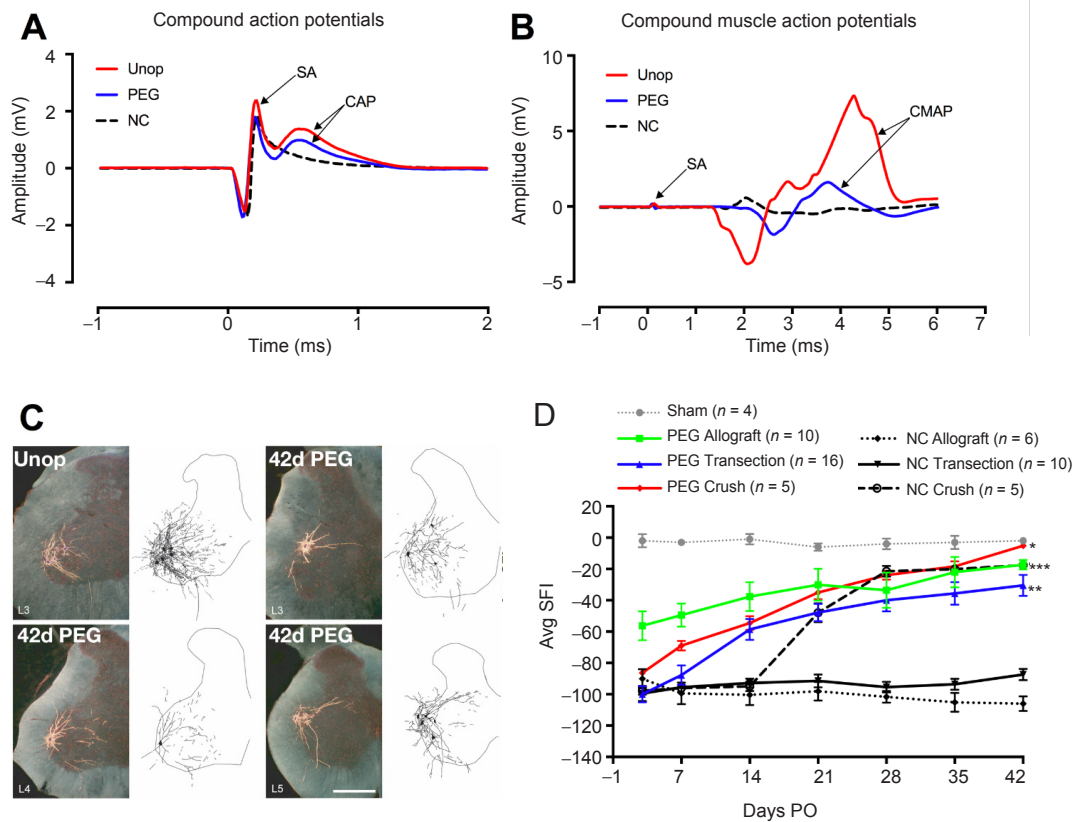 A
Compound action potentials
Unop
PEG
NC
SA
CAP
Amplitude (mV)
4
2
0
−2
−4
−1
0
1
2
Time (ms)
B
Compound muscle action potentials
Unop
PEG
NC
SA
CMAP
Amplitude (mV)
10
5
0
−5
−1
0
1
2
3
4
5
6
7
Time (ms)
C
Unop
L3
42d PEG
L3
42d PEG
L4
42d PEG
L5
D
Sham (n = 4)
PEG Allograft (n = 10)
PEG Transection (n = 16)
PEG Crush (n = 5)
NC Allograft (n = 6)
NC Transection (n = 10)
NC Crush (n = 5)
Avg SFI
20
0
−20
−40
−60
−80
−100
−120
−140
*
***
**
−1
7
14
21
28
35
42
Days PO